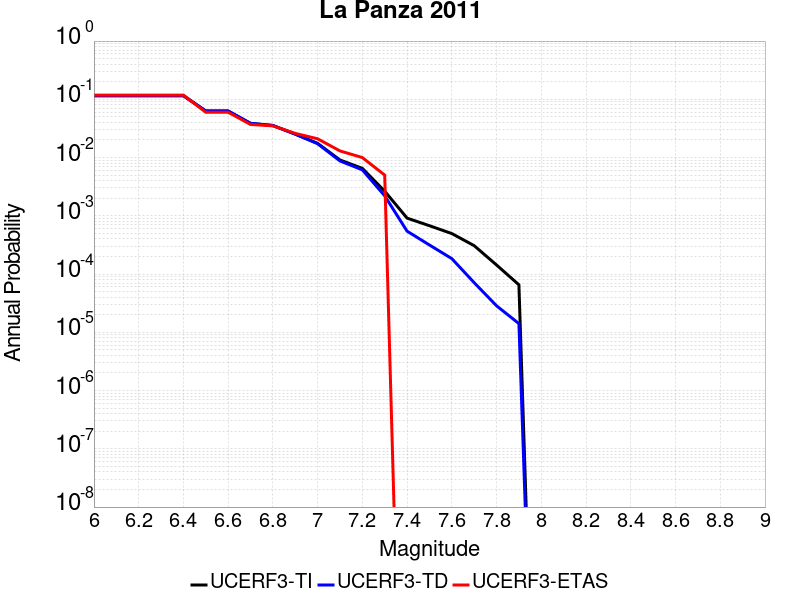 La Panza 2011
10^0
10^-1
10^-2
10^-3
10^-4
10^-5
10^-6
10^-7
10^-8
Annual Probability
6 6.2 6.4 6.6 6.8 7 7.2 7.4 7.6 7.8 8 8.2 8.4 8.6 8.8 9
Magnitude
UCERF3-TI UCERF3-TD UCERF3-ETAS